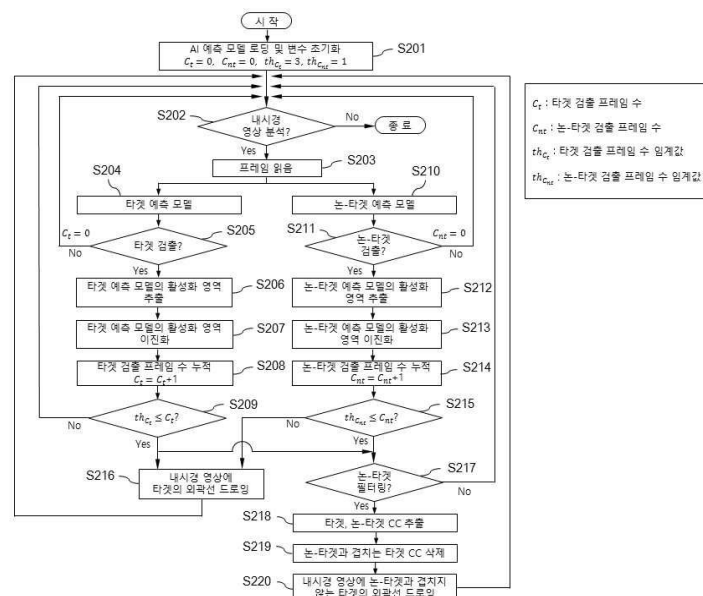 시 작
AI 예측 모델 로딩 및 변수 초기화
C_t = 0, C_nt = 0, th_{C_t} = 3, th_{C_nt} = 1
S201
S202
내시경
영상 분석?
No
종 료
Yes
S203
프레임 읽음
S204
타겟 예측 모델
S210
논-타겟 예측 모델
C_t = 0
No
S205
타겟 검출?
Yes
S211
논-타겟
검출?
C_nt = 0
No
Yes
S206
타겟 예측 모델의 활성화 영역
추출
S212
논-타겟 예측 모델의 활성화
영역 추출
S207
타겟 예측 모델의 활성화 영역
이진화
S213
논-타겟 예측 모델의 활성화
영역 이진화
S208
타겟 검출 프레임 수 누적
C_t = C_t+1
S214
논-타겟 검출 프레임 수 누적
C_nt = C_nt+1
S209
th_{C_t} ≤ C_t?
No
Yes
S215
th_{C_nt} ≤ C_nt?
No
Yes
S216
내시경 영상에
타겟의 외곽선 드로잉
S217
논-타겟
필터링?
No
Yes
S218
타겟, 논-타겟 CC 추출
S219
논-타겟과 겹치는 타겟 CC 삭제
S220
내시경 영상에 논-타겟과 겹치지
않는 타겟의 외곽선 드로잉
C_t : 타겟 검출 프레임 수
C_nt : 논-타겟 검출 프레임 수
th_{C_t} : 타겟 검출 프레임 수 임계값
th_{C_nt} : 논-타겟 검출 프레임 수 임계값